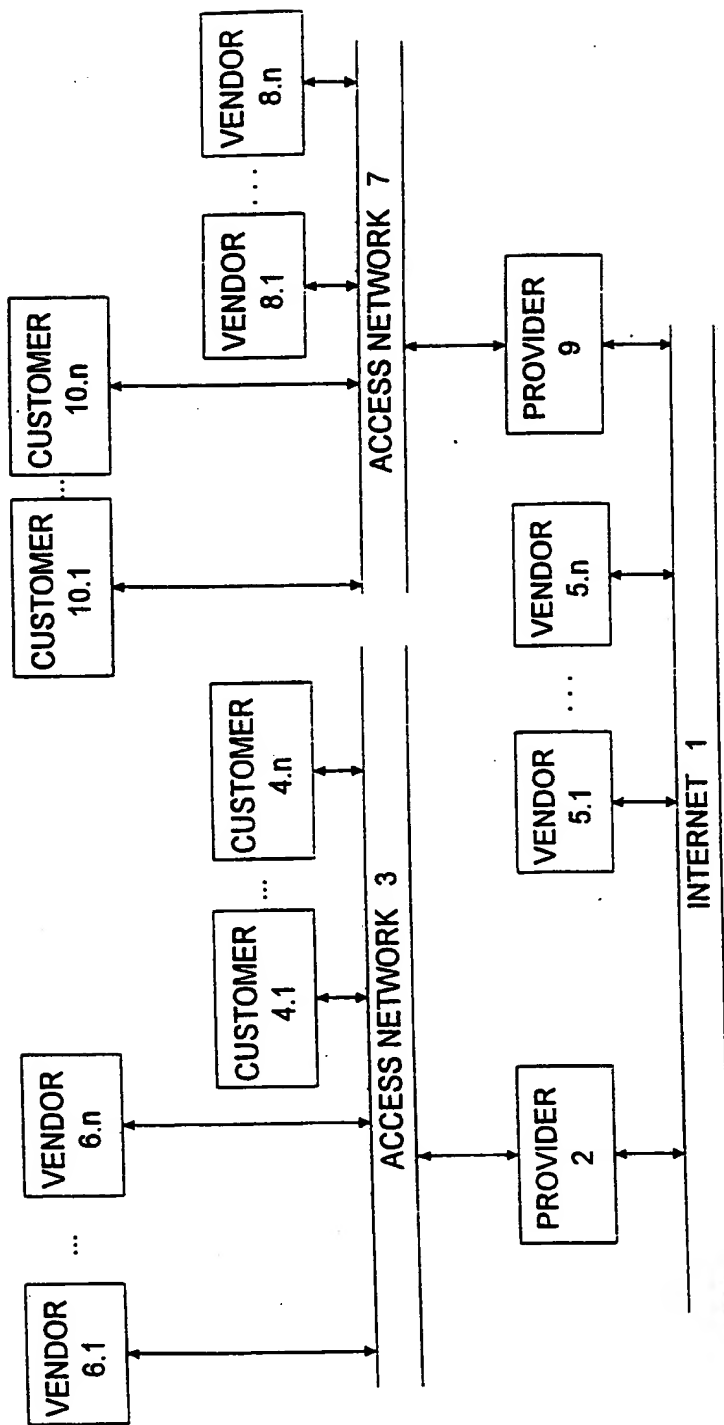 VENDOR
6.1
...
VENDOR
6.n
CUSTOMER
10.1
...
CUSTOMER
10.n
CUSTOMER
4.1
...
CUSTOMER
4.n
VENDOR
8.1
....
VENDOR
8.n
ACCESS NETWORK 3
ACCESS NETWORK 7
PROVIDER
2
VENDOR
5.1
....
VENDOR
5.n
PROVIDER
9
INTERNET 1